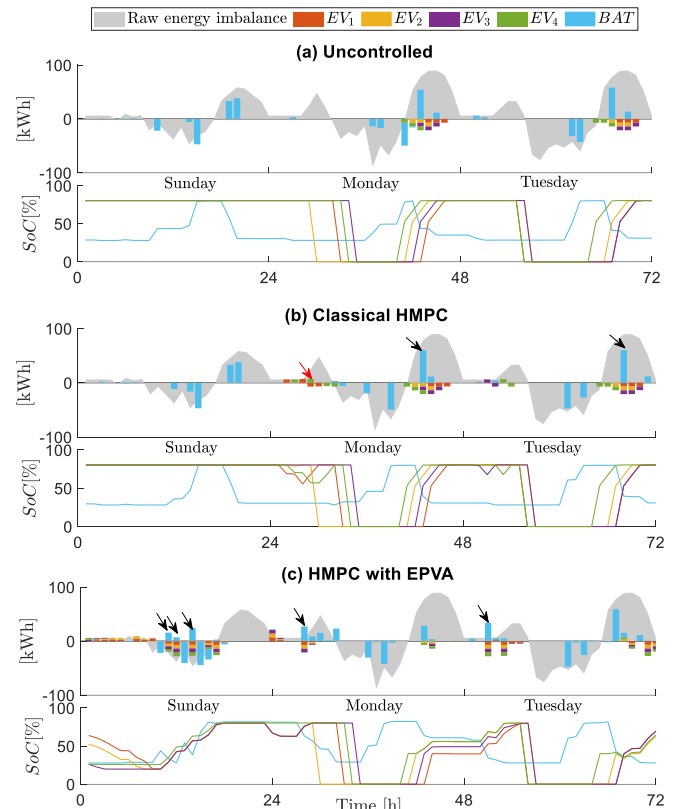 Raw energy imbalance EV1 EV2 EV3 EV4 BAT
(a) Uncontrolled
100
0
-100
[kWh]
Sunday Monday Tuesday
100
50
0
SoC[%]
0 24 48 72
(b) Classical HMPC
100
0
-100
[kWh]
Sunday Monday Tuesday
100
50
0
SoC[%]
0 24 48 72
(c) HMPC with EPVA
100
0
-100
[kWh]
Sunday Monday Tuesday
100
50
0
SoC[%]
0 24 48 72
Time [h]